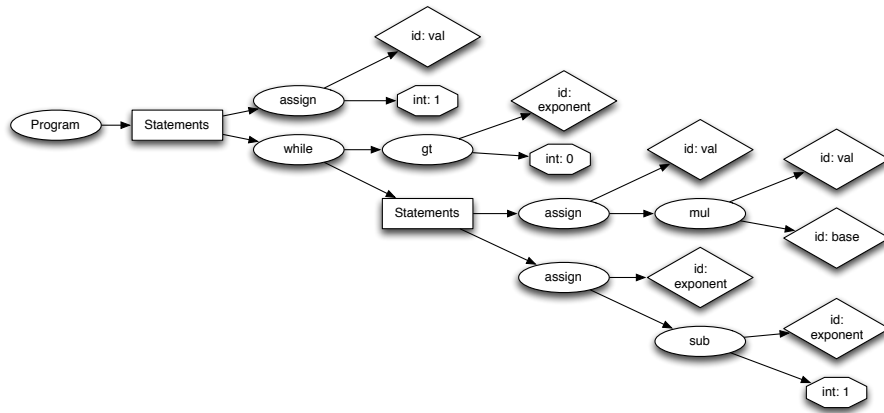 id: val
assign
int: 1
id:
exponent
Program
Statements
while
gt
int: 0
id: val
id: val
Statements
assign
mul
id: base
assign
id:
exponent
id:
exponent
sub
int: 1